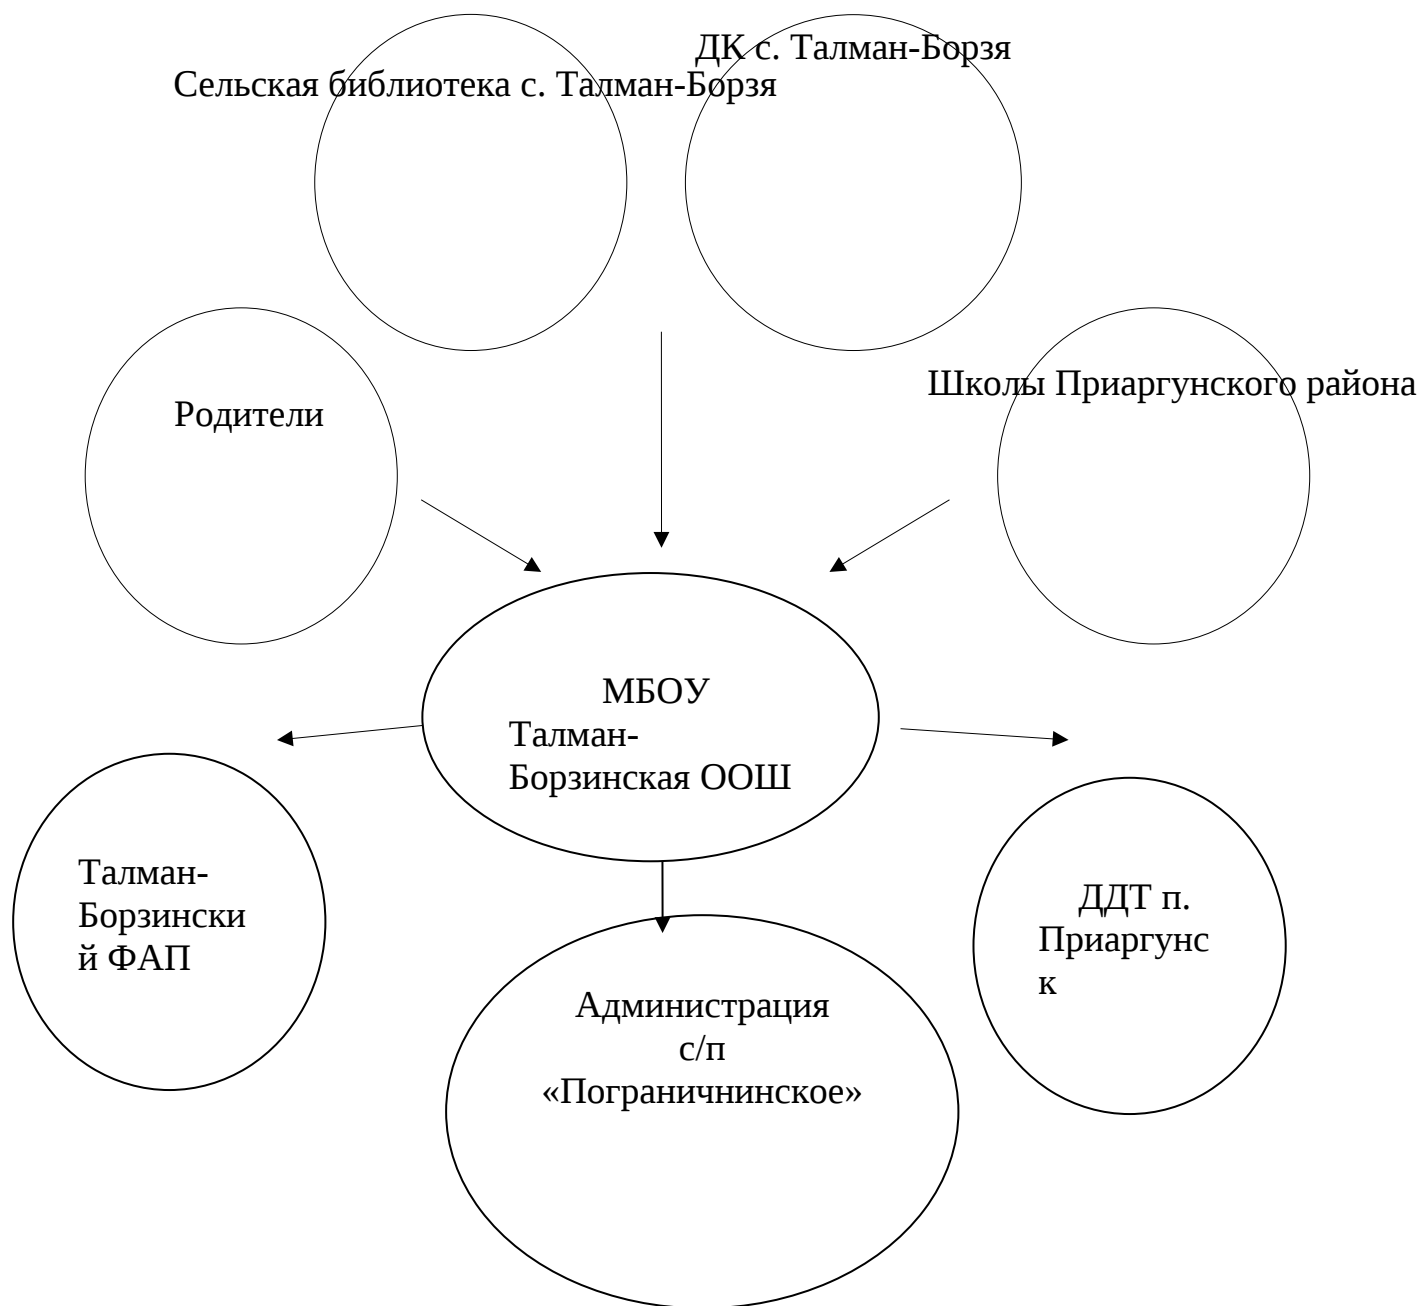 ДК с. Талман-Борзя
Сельская библиотека с. Талман-Борзя
Школы Приаргунского района
Родители
МБОУ
Талман-
Борзинская ООШ
Талман-
Борзински
й ФАП
ДДТ п.
Приаргунс
к
Администрация
с/п
«Пограничнинское»